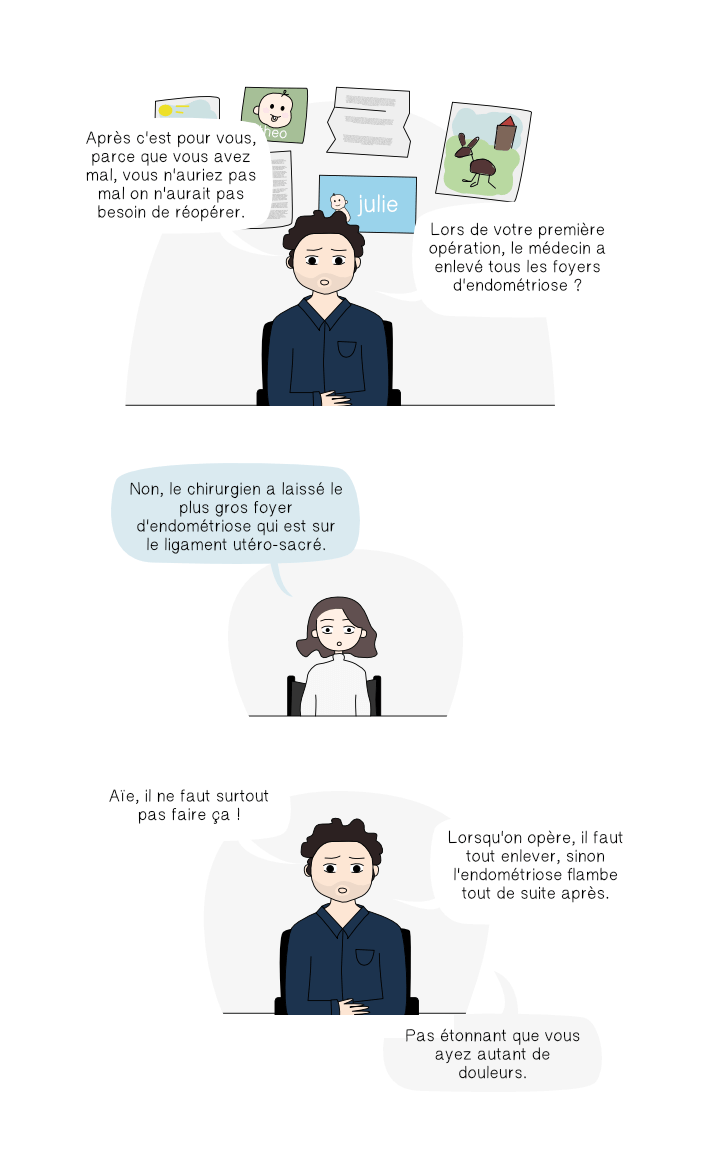 Après c'est pour vous,
parce que vous avez
mal, vous n'auriez pas
mal on n'aurait pas
besoin de réopérer.
heo
julie
Lors de votre première
opération, le médecin a
enlevé tous les foyers
d'endométriose ?
Non, le chirurgien a laissé le
plus gros foyer
d'endométriose qui est sur
le ligament utéro-sacré.
Aïe, il ne faut surtout
pas faire ça !
Lorsqu'on opère, il faut
tout enlever, sinon
l'endométriose flambe
tout de suite après.
Pas étonnant que vous
ayez autant de
douleurs.